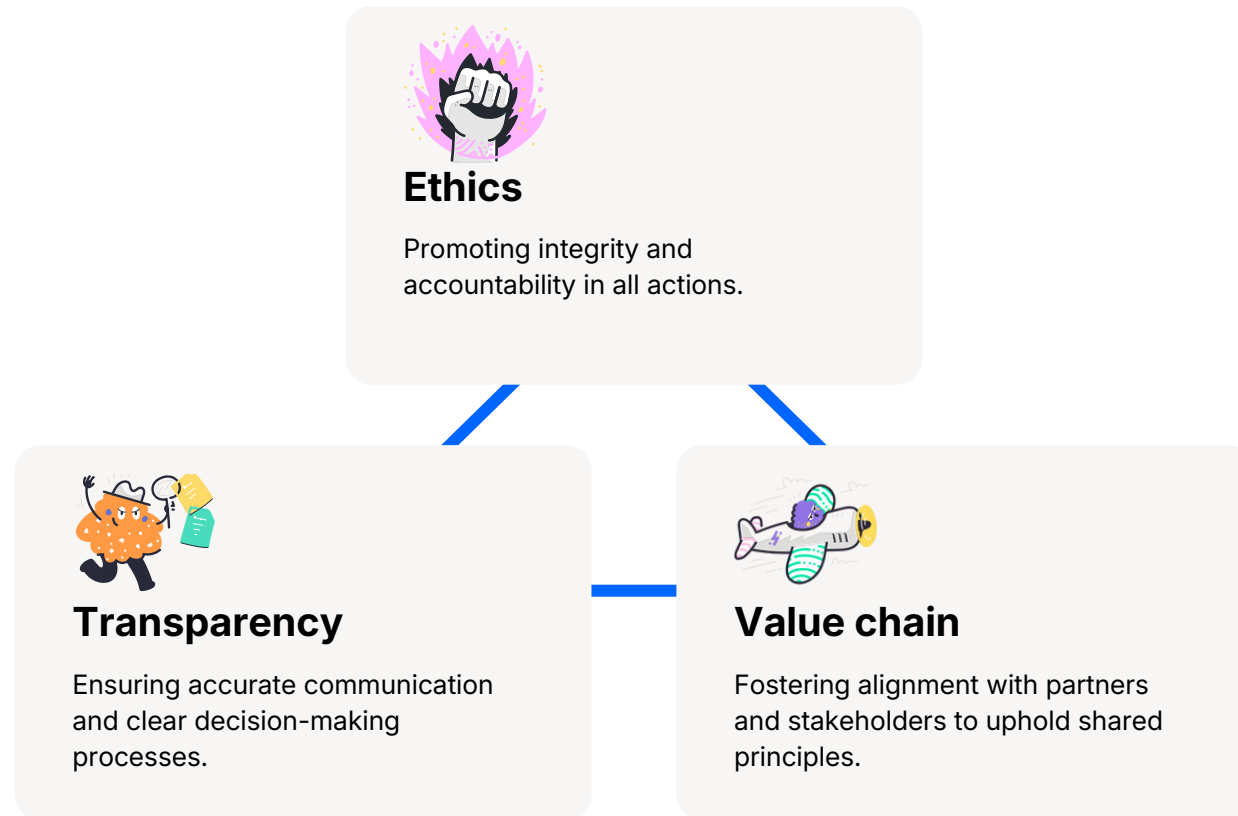 Ethics
Promoting integrity and
accountability in all actions.
Transparency
Ensuring accurate communication
and clear decision-making
processes.
Value chain
Fostering alignment with partners
and stakeholders to uphold shared
principles.